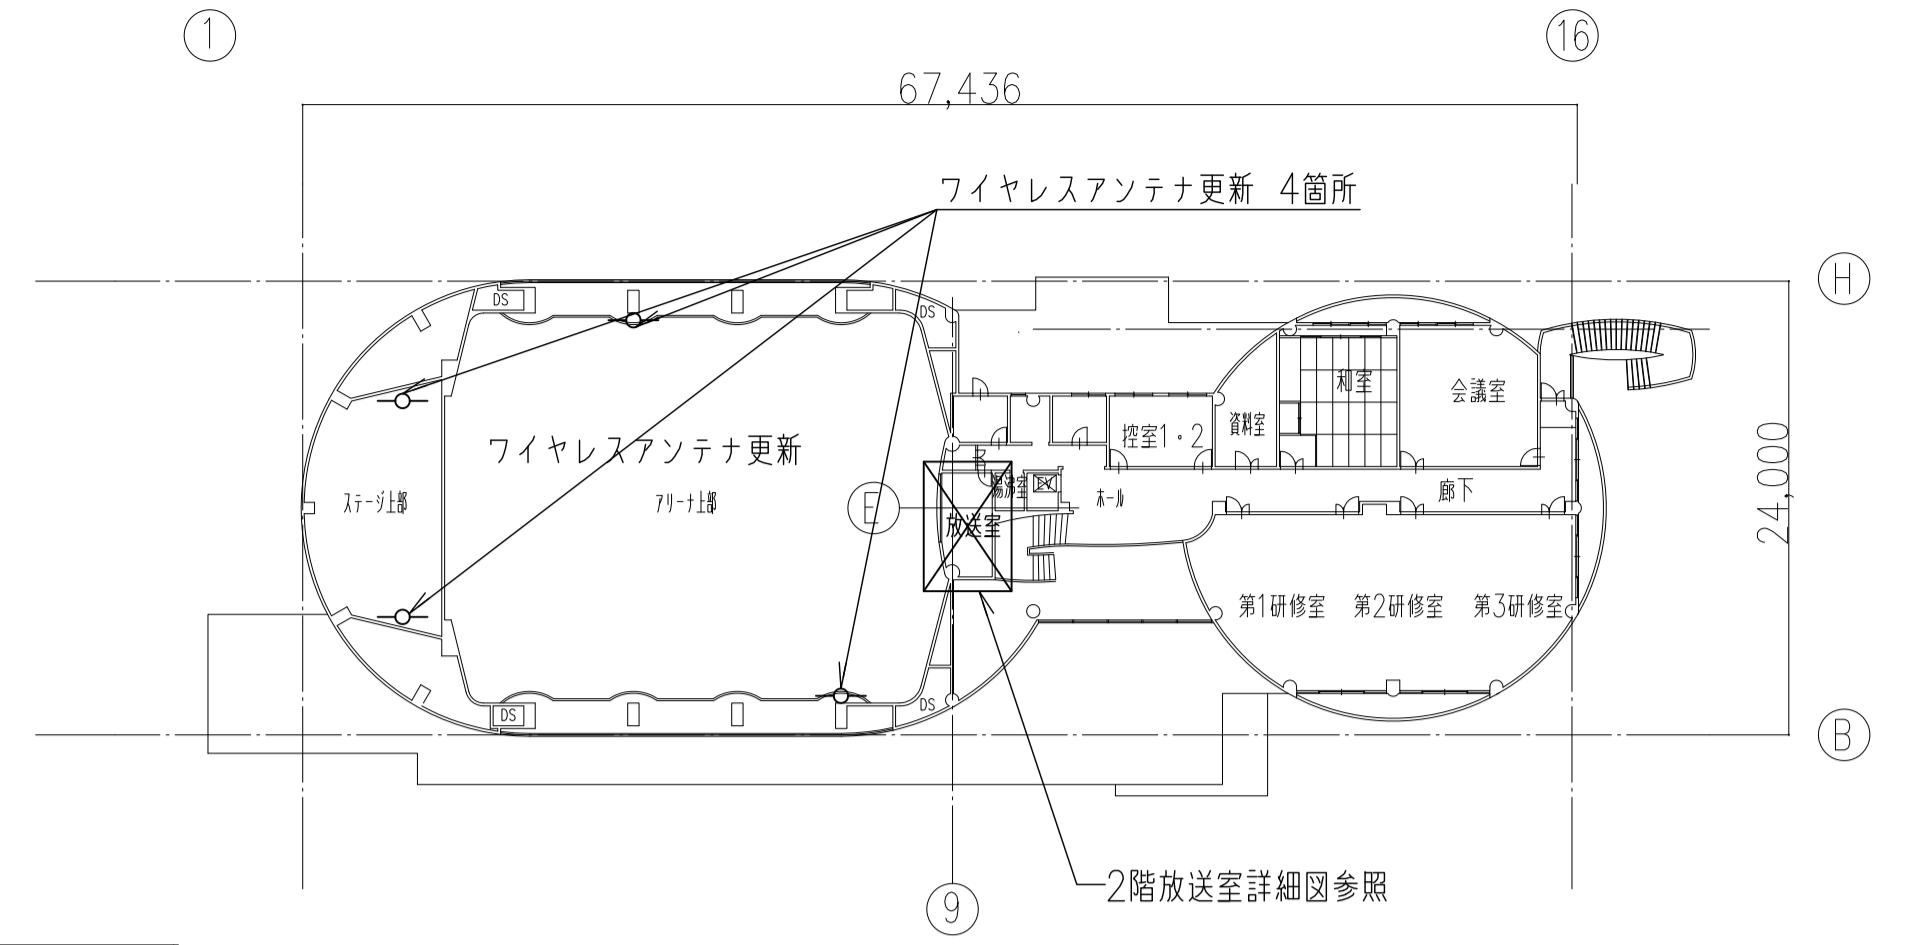 1
16
67,436
ワイヤレスアンテナ更新 4箇所
H
DS
DS
和室
会議室
資料室
控室1・2
ワイヤレスアンテナ更新
24,000
湯沸室
EV
廊下
ステージ上部
アリーナ上部
E
ホール
放送室
第1研修室
第2研修室
第3研修室
DS
DS
B
2階放送室詳細図参照
9